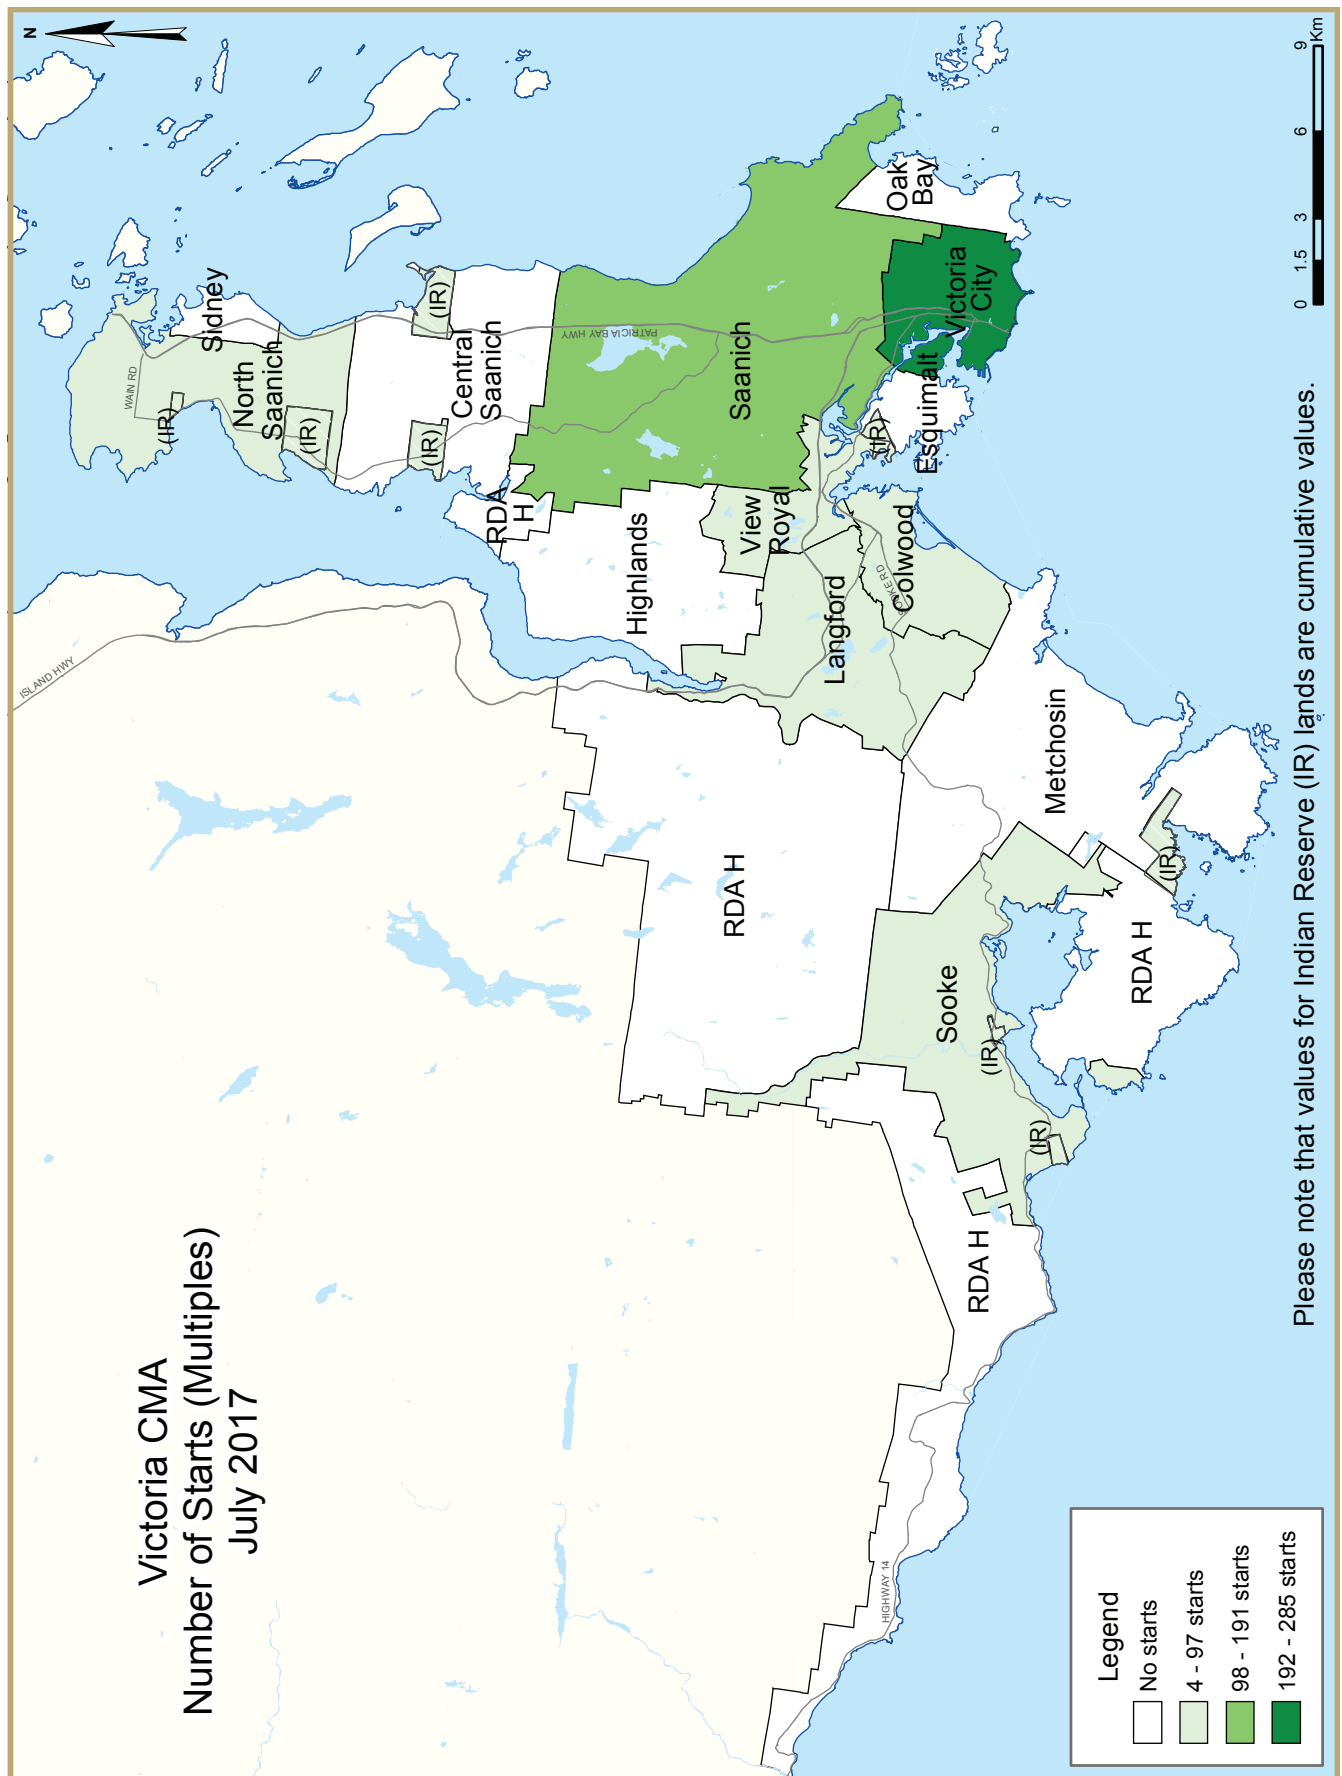 Victoria CMA
Number of Starts (Multiples)
July 2017
N
ISLAND HWY
WAIN RD
(IR)
Sidney
North
Saanich
(IR)
(IR)
(IR)
Central
Saanich
RDA
H
PATRICIA BAY HWY
Saanich
Highlands
View
Royal
Oak
Bay
Victoria
City
Esquimalt
(IR)
Langford
Colwood
SOOKE RD
Metchosin
RDA H
Sooke
(IR)
(IR)
(IR)
RDA H
RDA H
HIGHWAY 14
Legend
No starts
4 - 97 starts
98 - 191 starts
192 - 285 starts
0 1.5 3 6 9
Km
Please note that values for Indian Reserve (IR) lands are cumulative values.